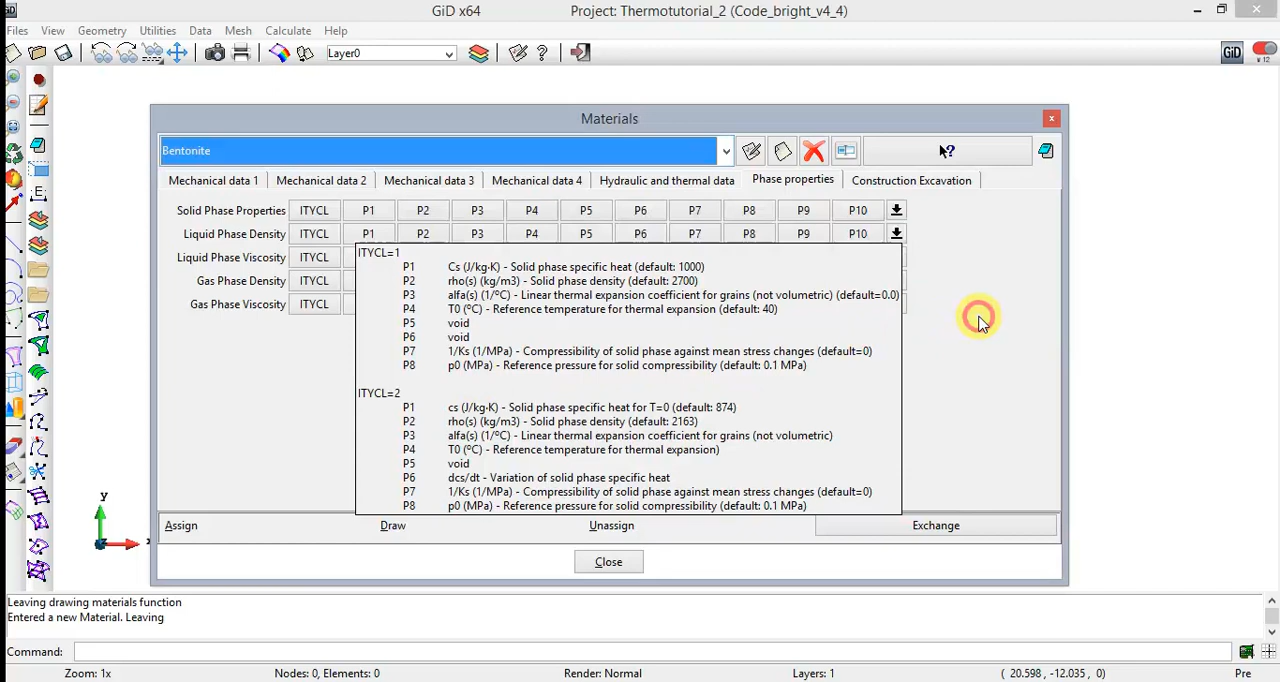 GiD x64 Project: Thermotutorial_2 (Code_bright_v4_4)
Files View Geometry Utilities Data Mesh Calculate Help
Layer0
GiD
v 12
Materials
Bentonite
Mechanical data 1 Mechanical data 2 Mechanical data 3 Mechanical data 4 Hydraulic and thermal data Phase properties Construction Excavation
Solid Phase Properties ITYCL P1 P2 P3 P4 P5 P6 P7 P8 P9 P10
Liquid Phase Density ITYCL P1 P2 P3 P4 P5 P6 P7 P8 P9 P10
Liquid Phase Viscosity ITYCL
Gas Phase Density ITYCL
Gas Phase Viscosity ITYCL
ITYCL=1
P1 Cs (J/kg·K) - Solid phase specific heat (default: 1000)
P2 rho(s) (kg/m3) - Solid phase density (default: 2700)
P3 alfa(s) (1/ºC) - Linear thermal expansion coefficient for grains (not volumetric) (default=0.0)
P4 T0 (ºC) - Reference temperature for thermal expansion (default: 40)
P5 void
P6 void
P7 1/Ks (1/MPa) - Compressibility of solid phase against mean stress changes (default=0)
P8 p0 (MPa) - Reference pressure for solid compressibility (default: 0.1 MPa)
ITYCL=2
P1 cs (J/kg·K) - Solid phase specific heat for T=0 (default: 874)
P2 rho(s) (kg/m3) - Solid phase density (default: 2163)
P3 alfa(s) (1/ºC) - Linear thermal expansion coefficient for grains (not volumetric)
P4 T0 (ºC) - Reference temperature for thermal expansion)
P5 void
P6 dcs/dt - Variation of solid phase specific heat
P7 1/Ks (1/MPa) - Compressibility of solid phase against mean stress changes (default=0)
P8 p0 (MPa) - Reference pressure for solid compressibility (default: 0.1 MPa)
Assign Draw Unassign Exchange
Close
y
Leaving drawing materials function
Entered a new Material. Leaving
Command:
Zoom: 1x Nodes: 0, Elements: 0 Render: Normal Layers: 1 ( 20.598 , -12.035, 0) Pre